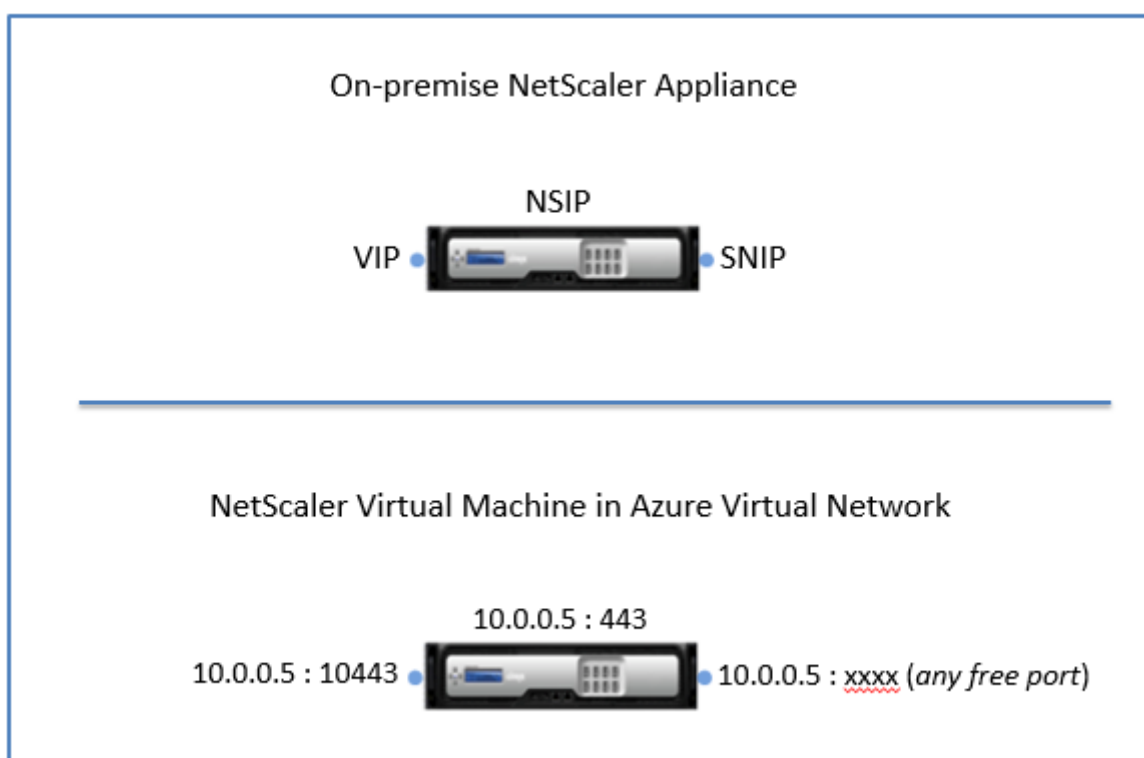 On-premise NetScaler Appliance
NSIP
VIP
SNIP
NetScaler Virtual Machine in Azure Virtual Network
10.0.0.5 : 443
10.0.0.5 : 10443
10.0.0.5 : xxxx (any free port)